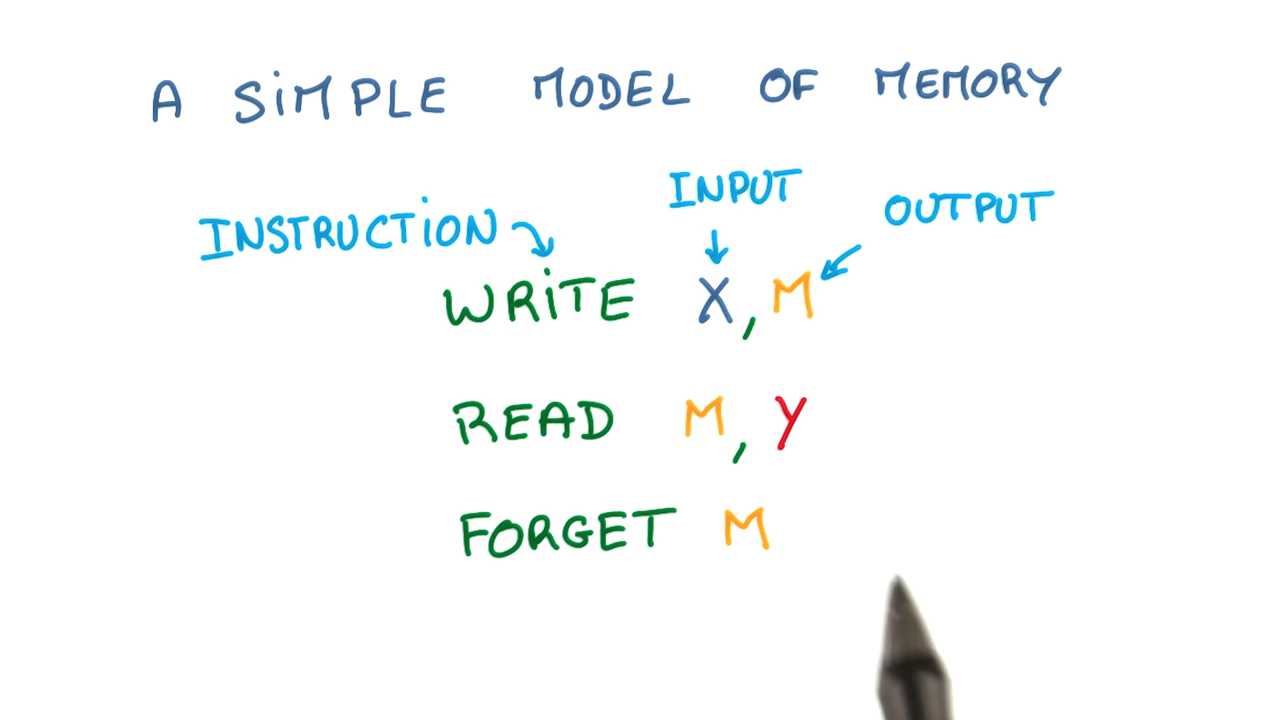 A SiMPLE MODEL OF MEMORY
INPUT
INSTRUCTiON OUTPUT
WRiTE X, M
READ M, Y
FORGET M